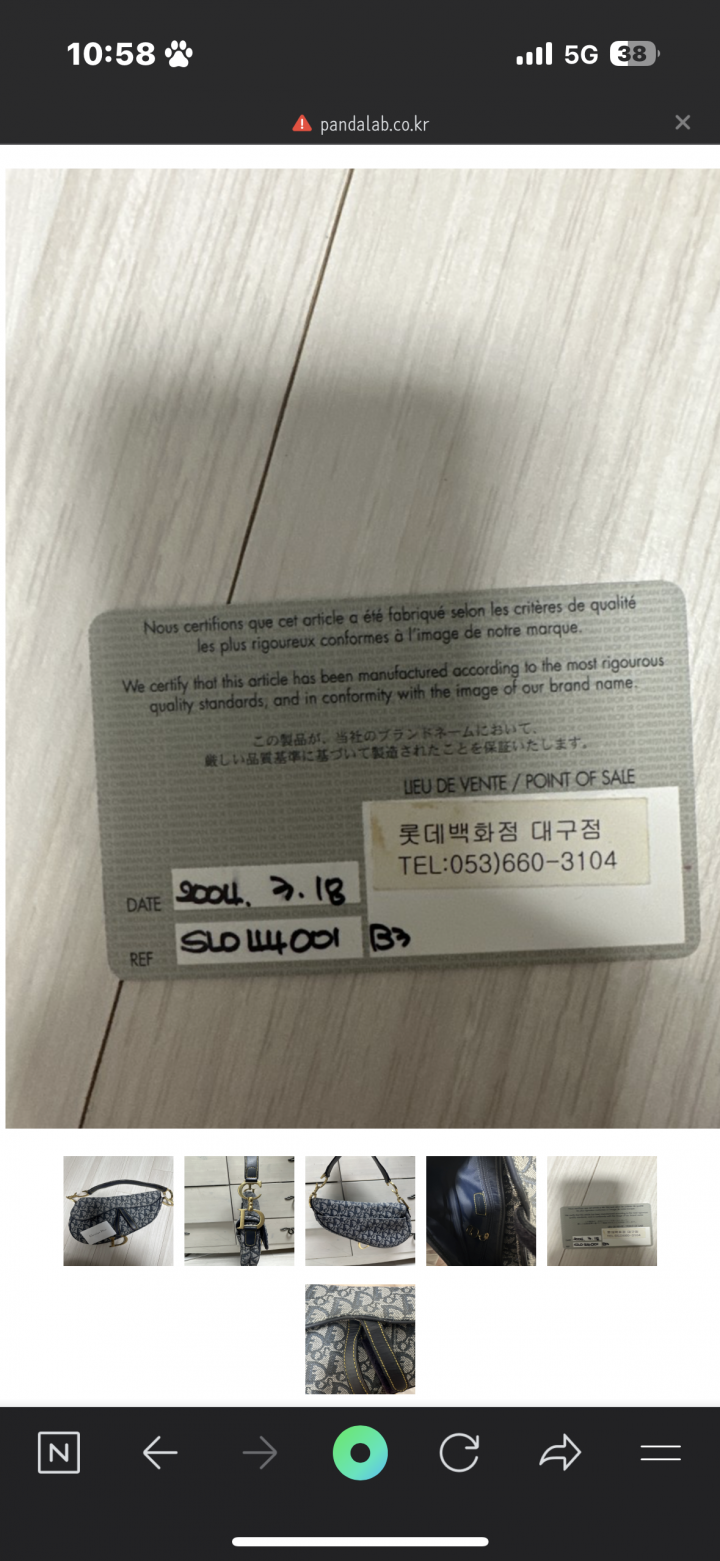 10:58
5G
38
pandalab.co.kr
Nous certifions que cet article a été fabriqué selon les critères de qualité
les plus rigoureux conformes à l'image de notre marque.
We certify that this article has been manufactured according to the most rigourous
quality standards, and in conformity with the image of our brand name.
この製品が、当社のブランドネームにおいて、
厳しい品質基準に基づいて製造されたことを保証いたします。
LIEU DE VENTE / POINT OF SALE
롯데백화점 대구점
TEL:053)660-3104
DATE 2004. 3. 18
REF SLO 444001 B3
N